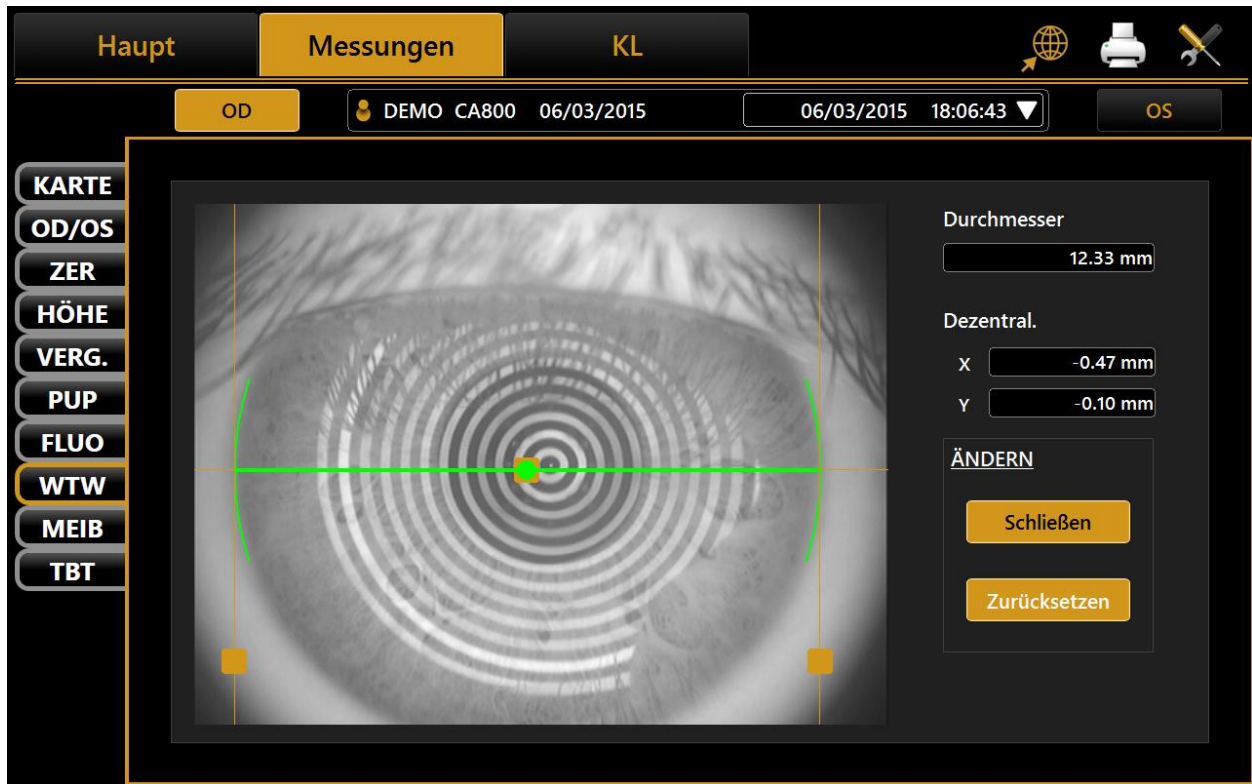 Haupt Messungen KL
OD DEMO CA800 06/03/2015 06/03/2015 18:06:43 OS
KARTE
OD/OS
ZER
HÖHE
VERG.
PUP
FLUO
WTW
MEIB
TBT
Durchmesser
12.33 mm
Dezentral.
X -0.47 mm
Y -0.10 mm
ÄNDERN
Schließen
Zurücksetzen